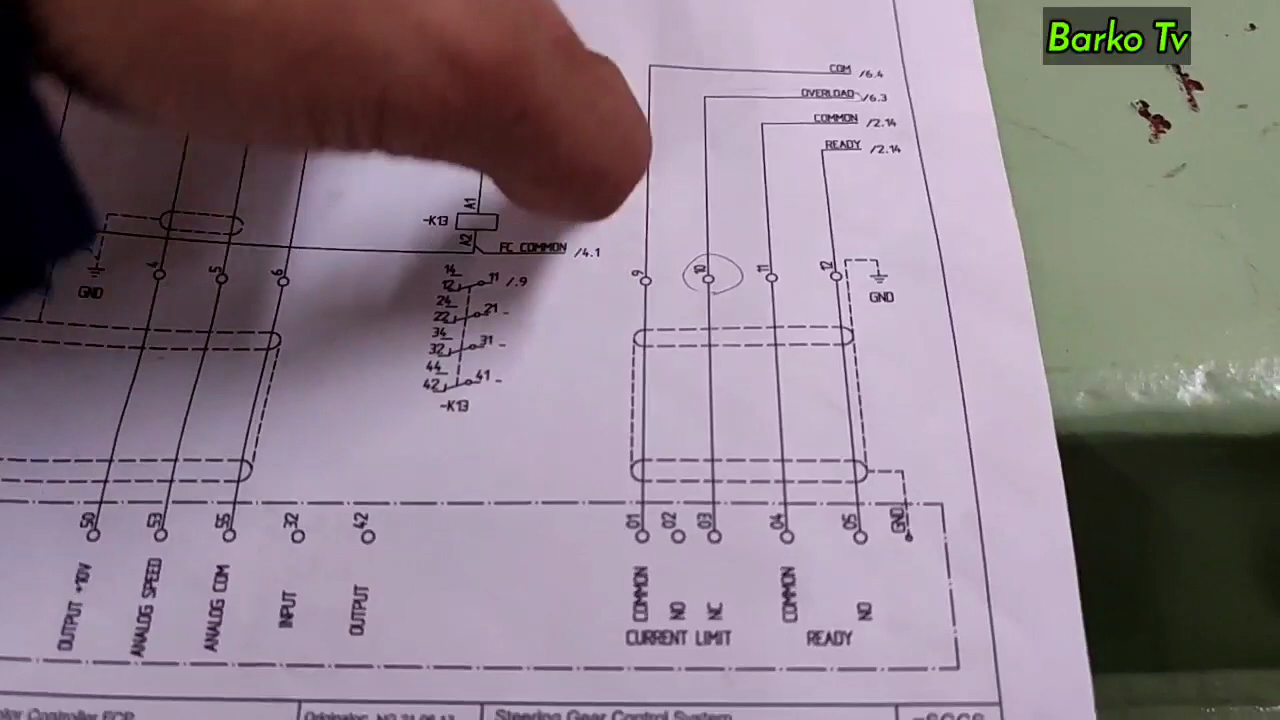 Barko Tv
COM /6.4
OVERLOAD /6.3
COMMON /2.14
READY /2.14
A1
-K13
A2
FC COMMON /4.1
4 5 6
GND
14
12 11 /.9
24
22 21 -
34
32 31 -
44
42 41 -
-K13
9 10 11 12
GND
50 53 55 32 42
01 02 03 04 05 GND
OUTPUT +10V
ANALOG SPEED
ANALOG COM
INPUT
OUTPUT
COMMON
NO
NC
COMMON
NO
CURRENT LIMIT
READY
Steering Gear Control System